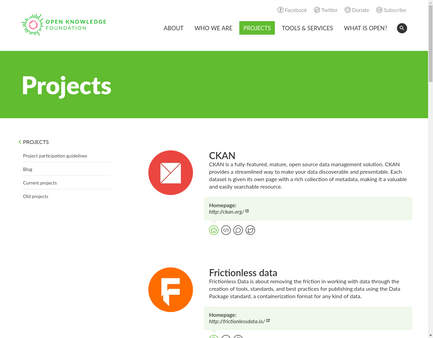 Facebook Twitter Donate Subscribe
OPEN KNOWLEDGE
FOUNDATION
ABOUT WHO WE ARE PROJECTS TOOLS & SERVICES WHAT IS OPEN?
Projects
PROJECTS
Project participation guidelines
Blog
Current projects
Old projects
CKAN
CKAN is a fully-featured, mature, open source data management solution. CKAN
provides a streamlined way to make your data discoverable and presentable. Each
dataset is given its own page with a rich collection of metadata, making it a valuable
and easily searchable resource.
Homepage:
http://ckan.org/
Frictionless data
Frictionless Data is about removing the friction in working with data through the
creation of tools, standards, and best practices for publishing data using the Data
Package standard, a containerization format for any kind of data.
Homepage:
http://frictionlessdata.io/